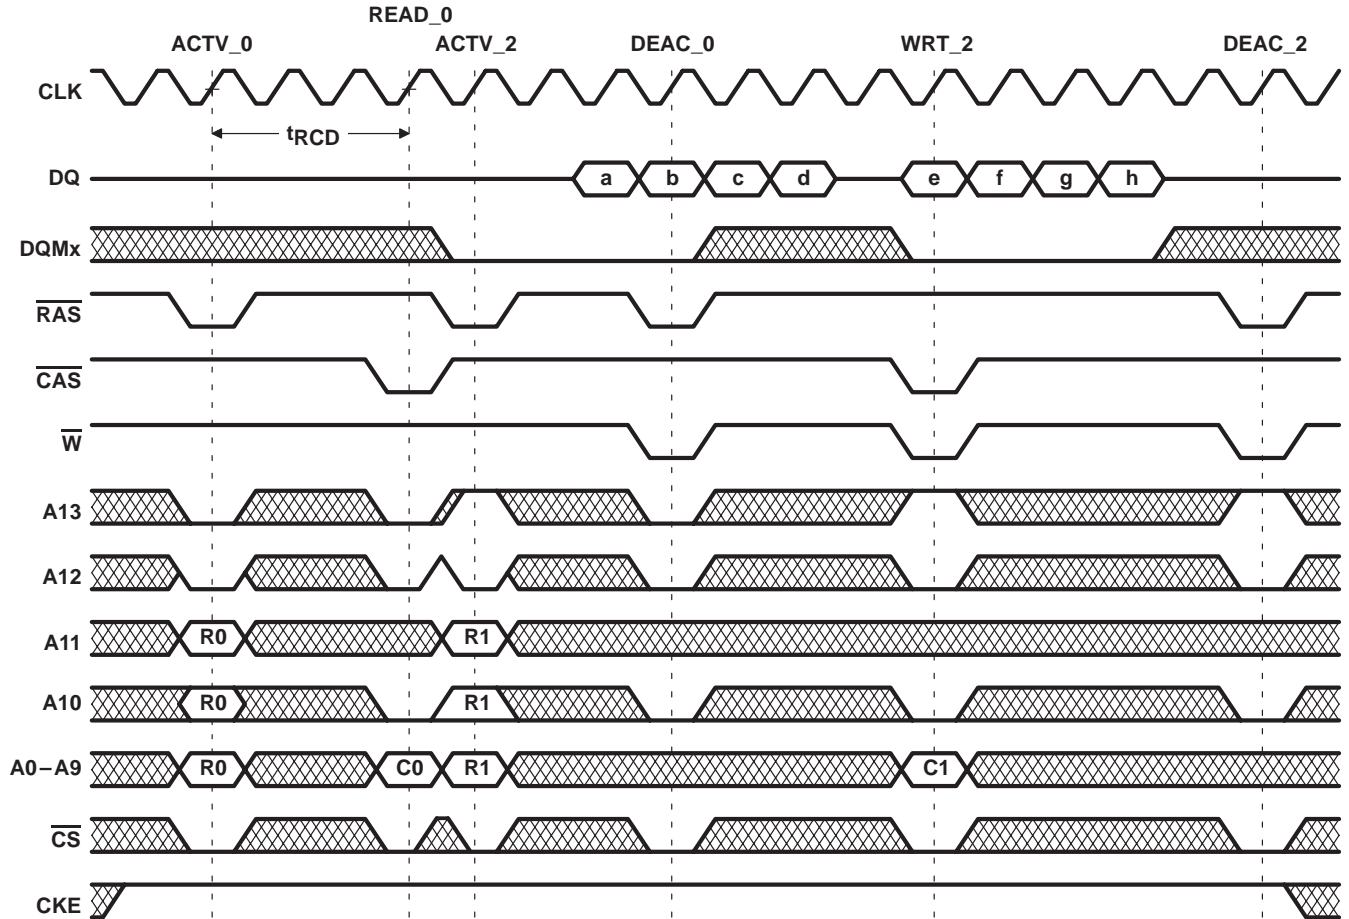 READ_0
ACTV_0 ACTV_2 DEAC_0 WRT_2 DEAC_2
CLK
tRCD
DQ a b c d e f g h
DQMx
RAS
CAS
W
A13
A12
A11 R0 R1
A10 R0 R1
A0–A9 R0 C0 R1 C1
CS
CKE